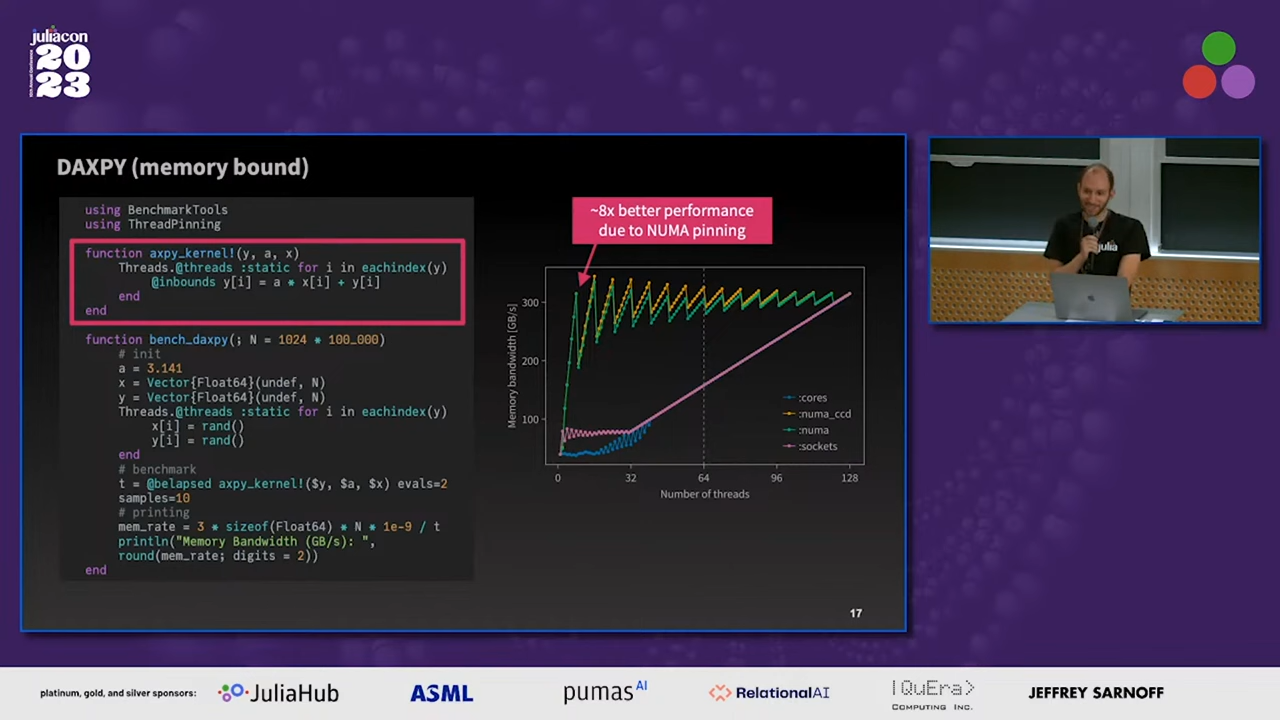 juliacon
20
23
DAXPY (memory bound)
using BenchmarkTools
using ThreadPinning
function axpy_kernel!(y, a, x)
Threads.@threads :static for i in eachindex(y)
@inbounds y[i] = a * x[i] + y[i]
end
end
function bench_daxpy(; N = 1024 * 100_000)
# init
a = 3.141
x = Vector{Float64}(undef, N)
y = Vector{Float64}(undef, N)
Threads.@threads :static for i in eachindex(y)
x[i] = rand()
y[i] = rand()
end
# benchmark
t = @belapsed axpy_kernel!($y, $a, $x) evals=2
samples=10
# printing
mem_rate = 3 * sizeof(Float64) * N * 1e-9 / t
println("Memory Bandwidth (GB/s): ",
round(mem_rate; digits = 2))
end
~8x better performance
due to NUMA pinning
Memory bandwidth [GB/s]
300
200
100
:cores
:numa_ccd
:numa
:sockets
0 32 64 96 128
Number of threads
17
julia
platinum, gold, and silver sponsors:
JuliaHub
ASML
pumas AI
RelationalAI
|QuEra>
COMPUTING INC.
JEFFREY SARNOFF